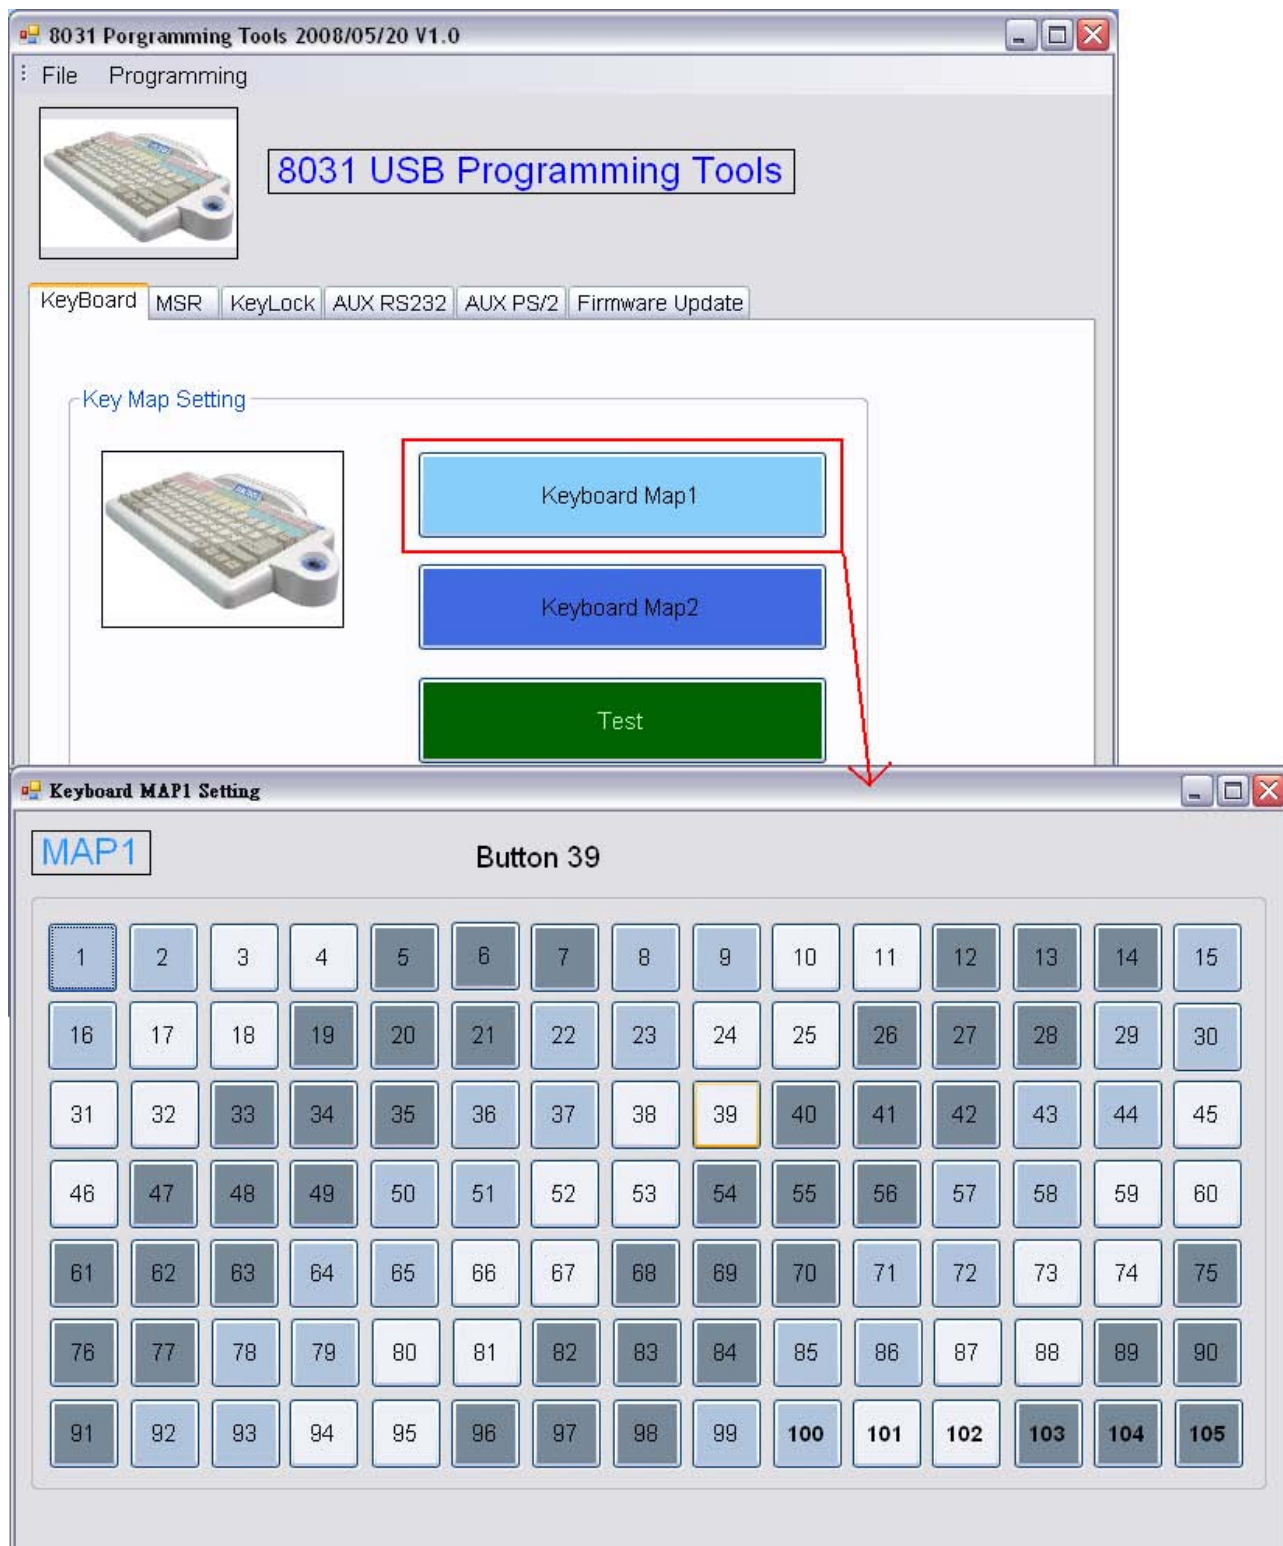 8031 Porgramming Tools 2008/05/20 V1.0
File Programming
8031 USB Programming Tools
KeyBoard MSR KeyLock AUX RS232 AUX PS/2 Firmware Update
Key Map Setting
Keyboard Map1
Keyboard Map2
Test
Keyboard MAP1 Setting
MAP1 Button 39
1 2 3 4 5 6 7 8 9 10 11 12 13 14 15
16 17 18 19 20 21 22 23 24 25 26 27 28 29 30
31 32 33 34 35 36 37 38 39 40 41 42 43 44 45
46 47 48 49 50 51 52 53 54 55 56 57 58 59 60
61 62 63 64 65 66 67 68 69 70 71 72 73 74 75
76 77 78 79 80 81 82 83 84 85 86 87 88 89 90
91 92 93 94 95 96 97 98 99 100 101 102 103 104 105